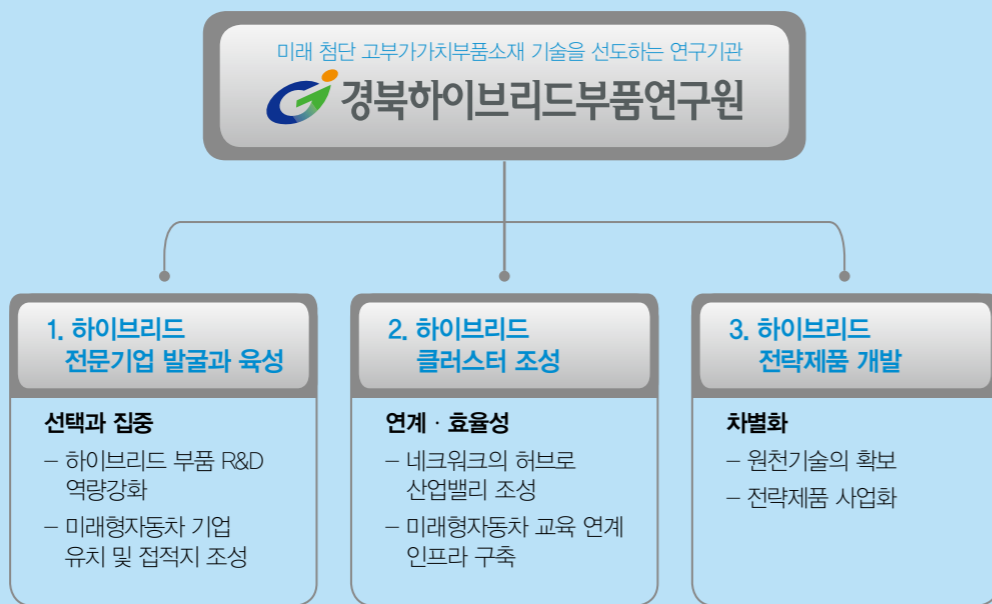 미래 첨단 고부가가치부품소재 기술을 선도하는 연구기관
경북하이브리드부품연구원
1. 하이브리드
전문기업 발굴과 육성
선택과 집중
– 하이브리드 부품 R&D
역량강화
– 미래형자동차 기업
유치 및 접적지 조성
2. 하이브리드
클러스터 조성
연계 · 효율성
– 네크워크의 허브로
산업밸리 조성
– 미래형자동차 교육 연계
인프라 구축
3. 하이브리드
전략제품 개발
차별화
– 원천기술의 확보
– 전략제품 사업화